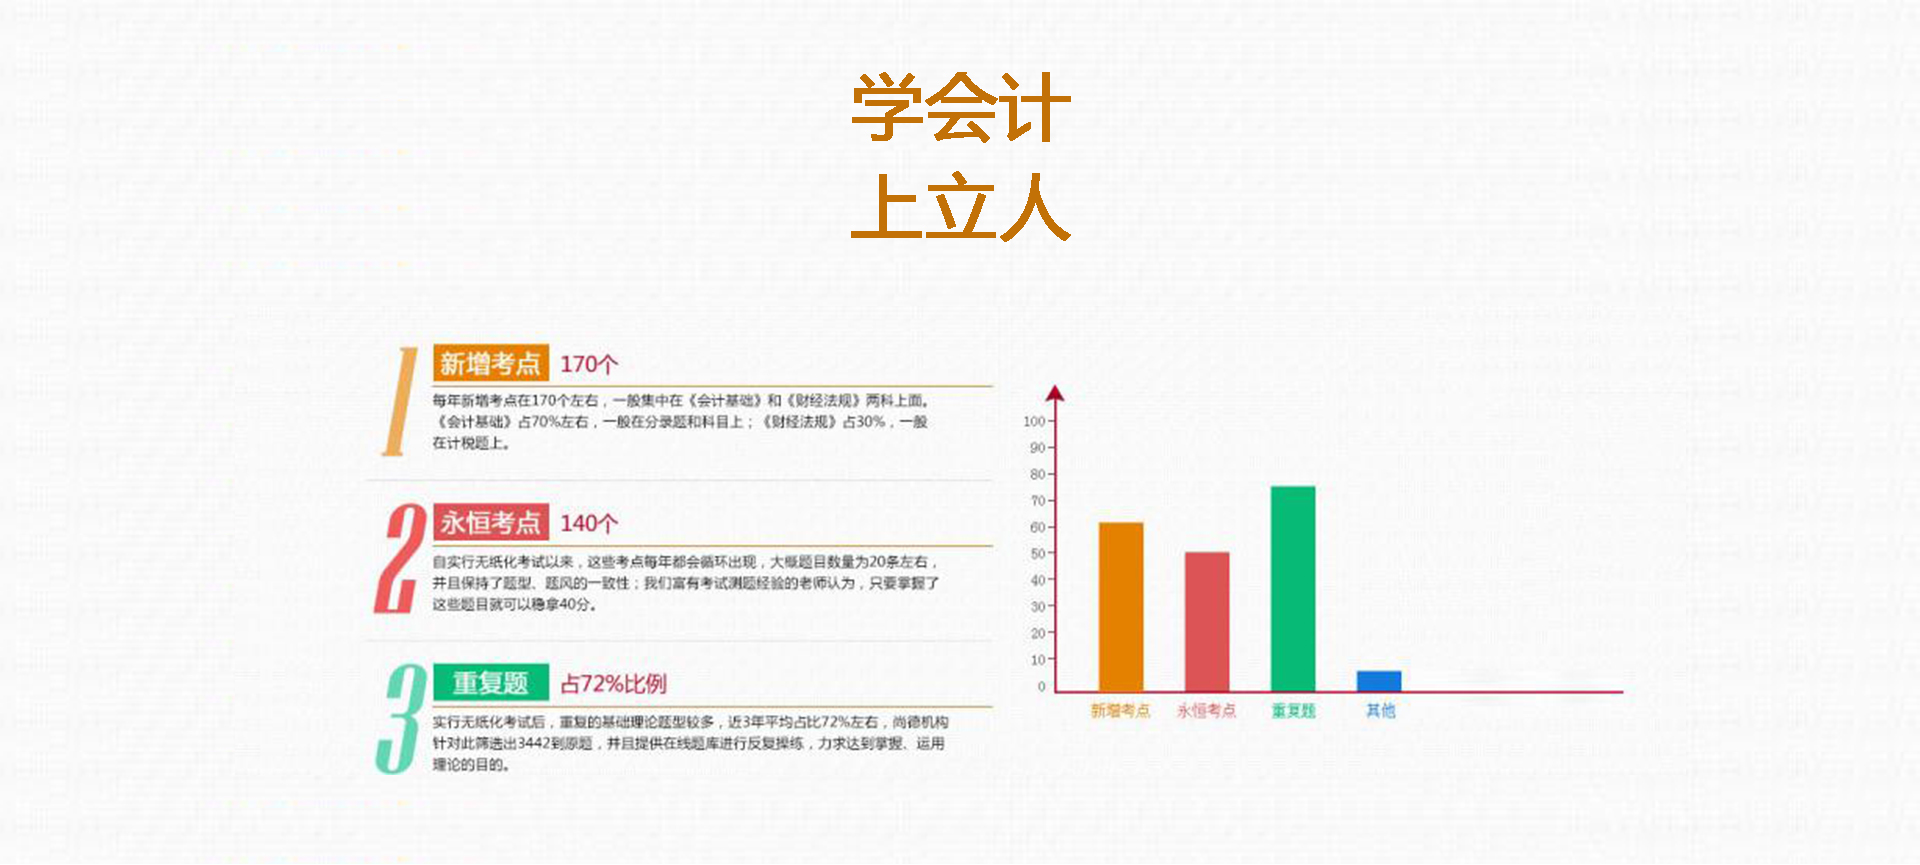 学会计
上立人
1 新增考点 170个
每年新增考点在170个左右，一般集中在《会计基础》和《财经法规》两科上面。
《会计基础》占70%左右，一般在分录题和科目上；《财经法规》占30%，一般
在计税题上。
2 永恒考点 140个
自实行无纸化考试以来，这些考点每年都会循环出现，大概题目数量为20条左右，
并且保持了题型、题风的一致性；我们富有考试测题经验的老师认为，只要掌握了
这些题目就可以稳拿40分。
3 重复题 占72%比例
实行无纸化考试后，重复的基础理论题型较多，近3年平均占比72%左右，尚德机构
针对此筛选出3442到原题，并且提供在线题库进行反复操练，力求达到掌握、运用
理论的目的。
100
90
80
70
60
50
40
30
20
10
0
新增考点 永恒考点 重复题 其他